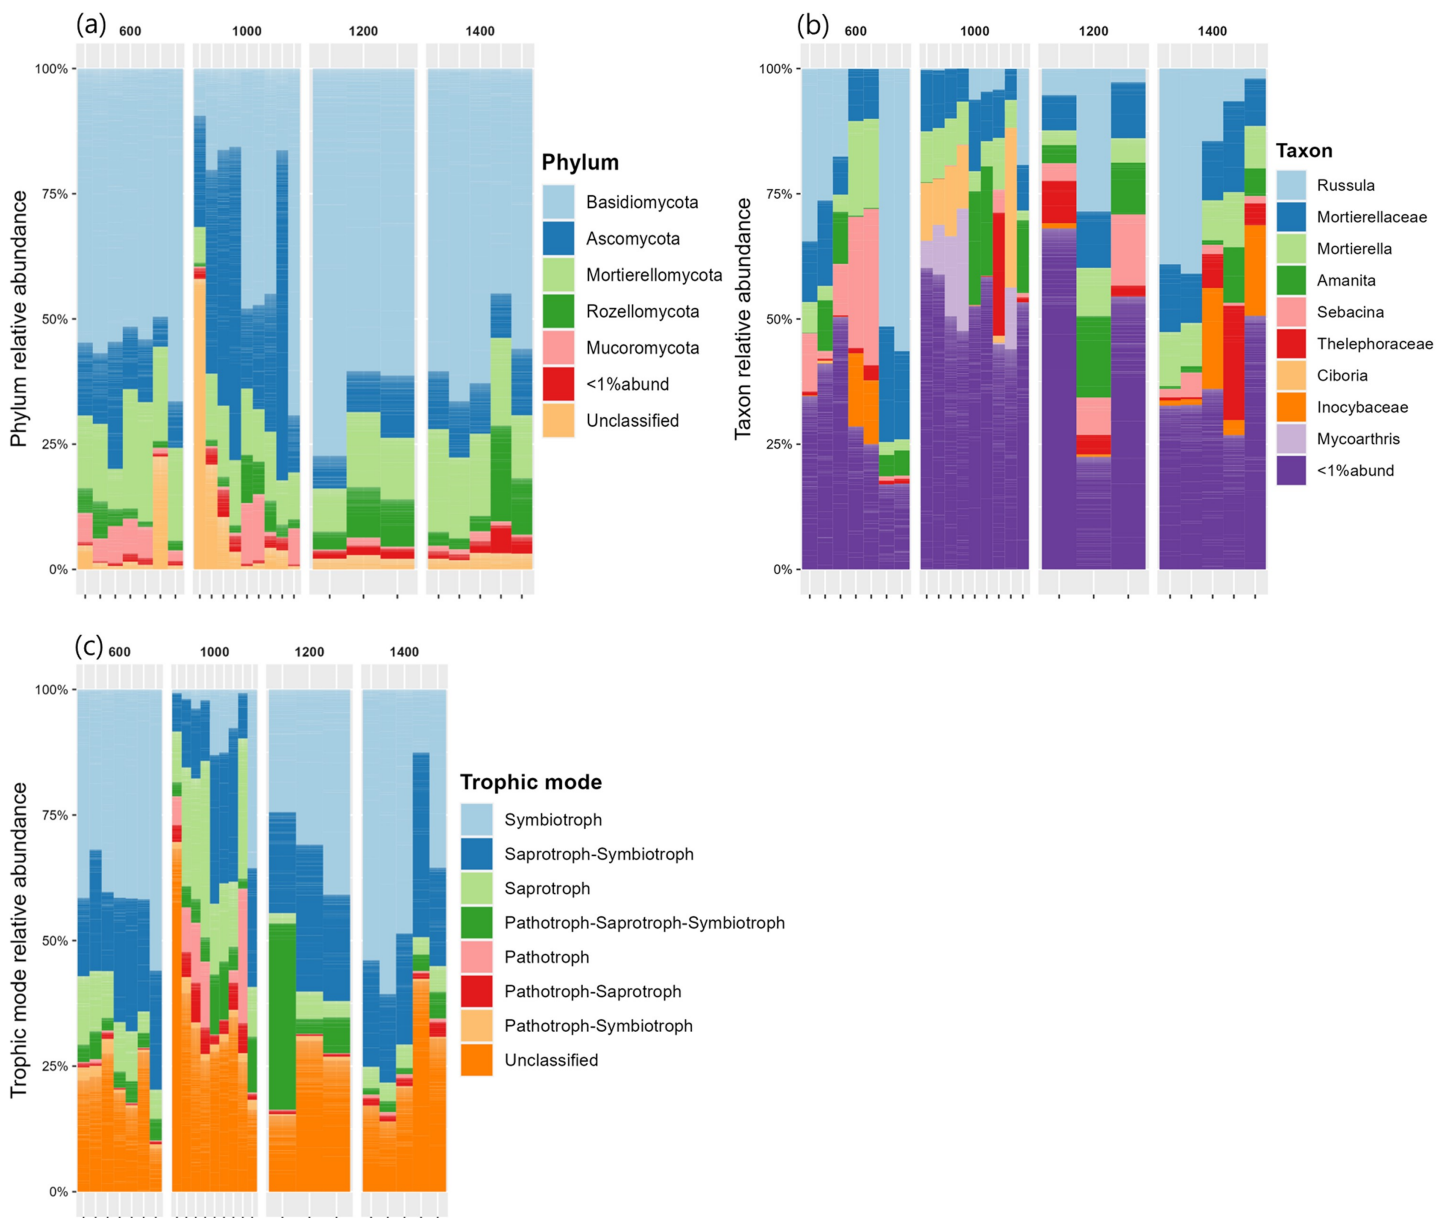 (a)
600 1000 1200 1400
100%
75%
50%
25%
0%
Phylum relative abundance
Phylum
Basidiomycota
Ascomycota
Mortierellomycota
Rozellomycota
Mucoromycota
<1%abund
Unclassified
(b)
600 1000 1200 1400
100%
75%
50%
25%
0%
Taxon relative abundance
Taxon
Russula
Mortierellaceae
Mortierella
Amanita
Sebacina
Thelephoraceae
Ciboria
Inocybaceae
Mycoarthris
<1%abund
(c)
600 1000 1200 1400
100%
75%
50%
25%
0%
Trophic mode relative abundance
Trophic mode
Symbiotroph
Saprotroph-Symbiotroph
Saprotroph
Pathotroph-Saprotroph-Symbiotroph
Pathotroph
Pathotroph-Saprotroph
Pathotroph-Symbiotroph
Unclassified